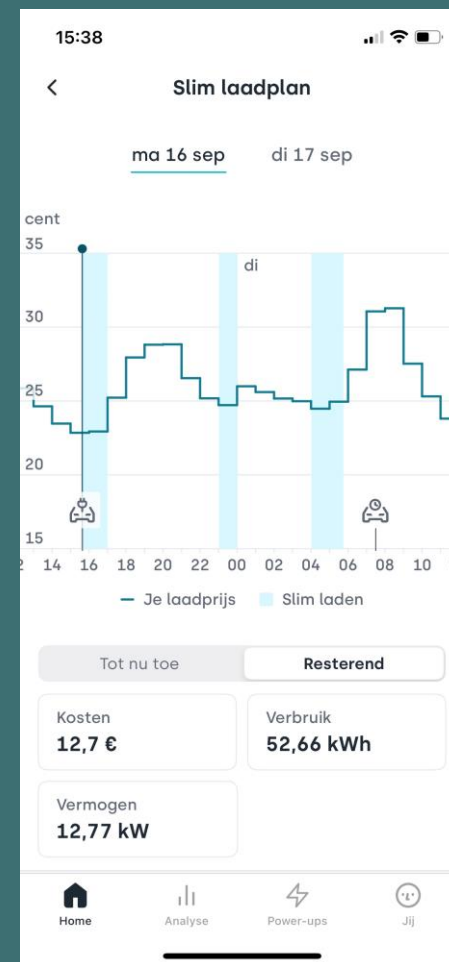 15:38
Slim laadplan
ma 16 sep di 17 sep
cent
35
di
30
25
20
15
14 16 18 20 22 00 02 04 06 08 10
Je laadprijs Slim laden
Tot nu toe Resterend
Kosten Verbruik
12,7 € 52,66 kWh
Vermogen
12,77 kW
Home Analyse Power-ups Jij